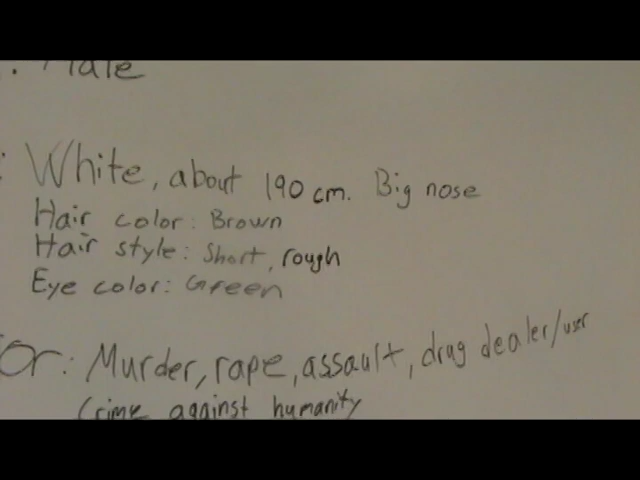 : Male
: White, about 190 cm. Big nose
Hair color: Brown
Hair style: Short, rough
Eye color: Green
or: Murder, rape, assault, drug dealer/user
Crime against humanity